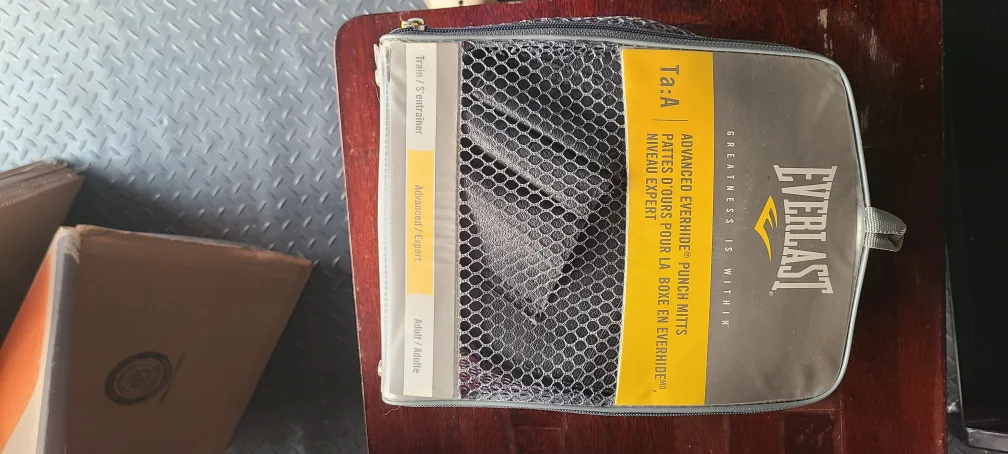 EVERLAST®
GREATNESS IS WITHIN
Ta:A
ADVANCED EVERHIDE® PUNCH MITTS
PATTES D'OURS POUR LA BOXE EN EVERHIDE MD,
NIVEAU EXPERT
Train / S'entraîner
Advanced / Expert
Adult / Adulte